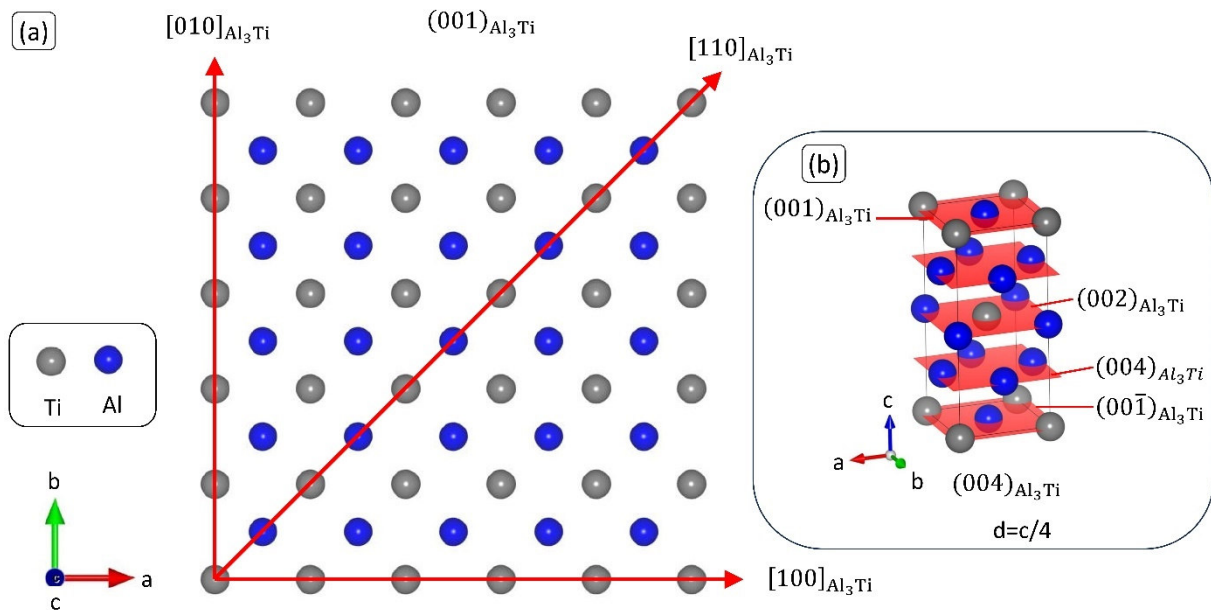 (a)
[010]Al₃Ti
(001)Al₃Ti
[110]Al₃Ti
Ti
Al
b
c
a
[100]Al₃Ti
(b)
(001)Al₃Ti
(002)Al₃Ti
(004)Al₃Ti
(001̄)Al₃Ti
c
a
b
(004)Al₃Ti
d=c/4